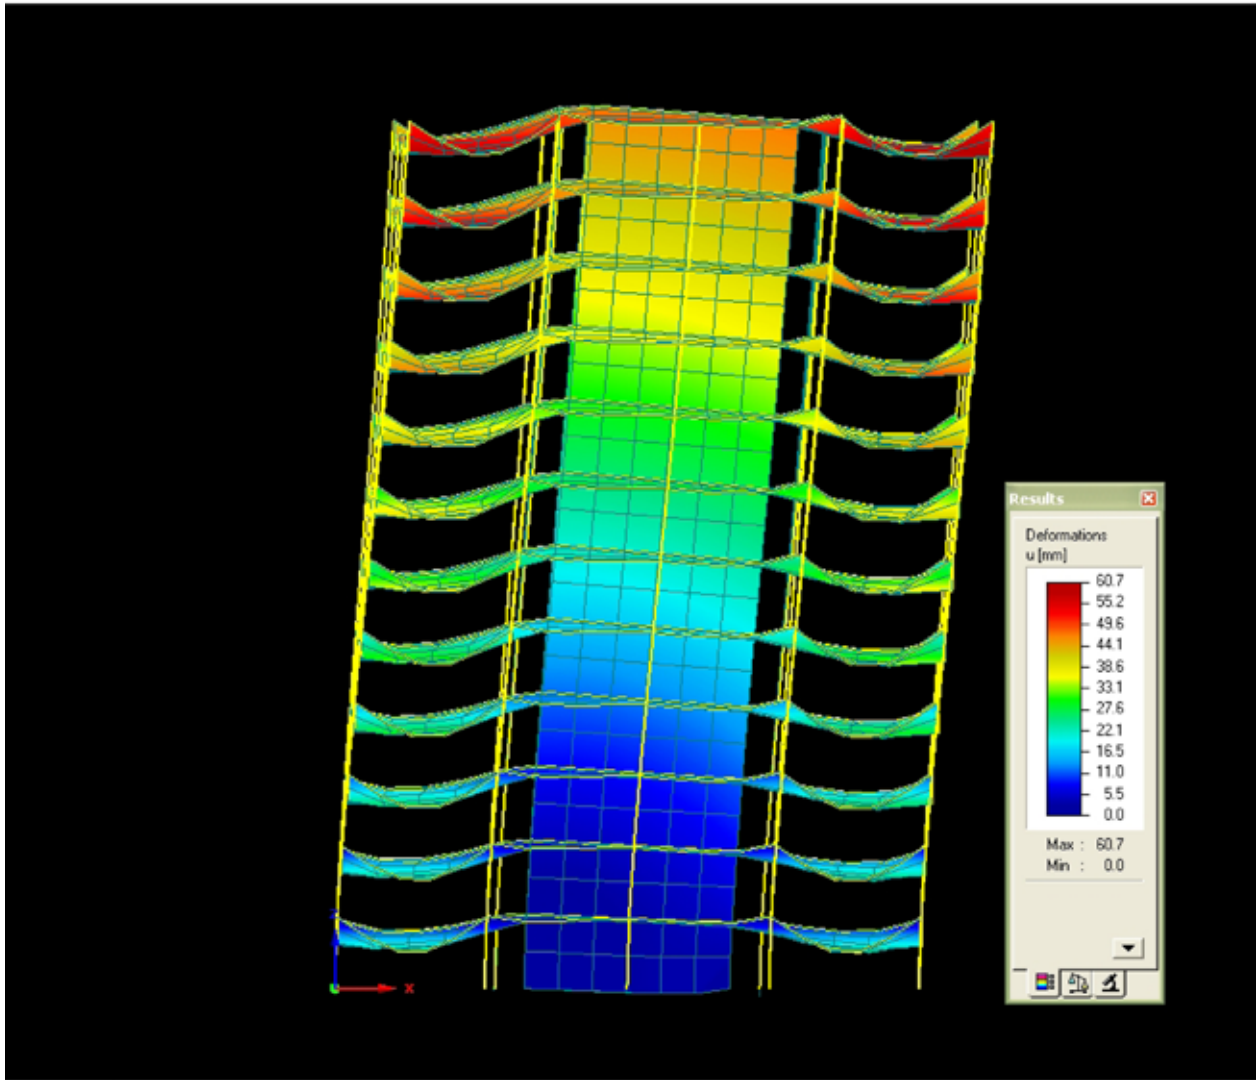 Results
Deformations
u [mm]
60.7
55.2
49.6
44.1
38.6
33.1
27.6
22.1
16.5
11.0
5.5
0.0
Max : 60.7
Min : 0.0
x